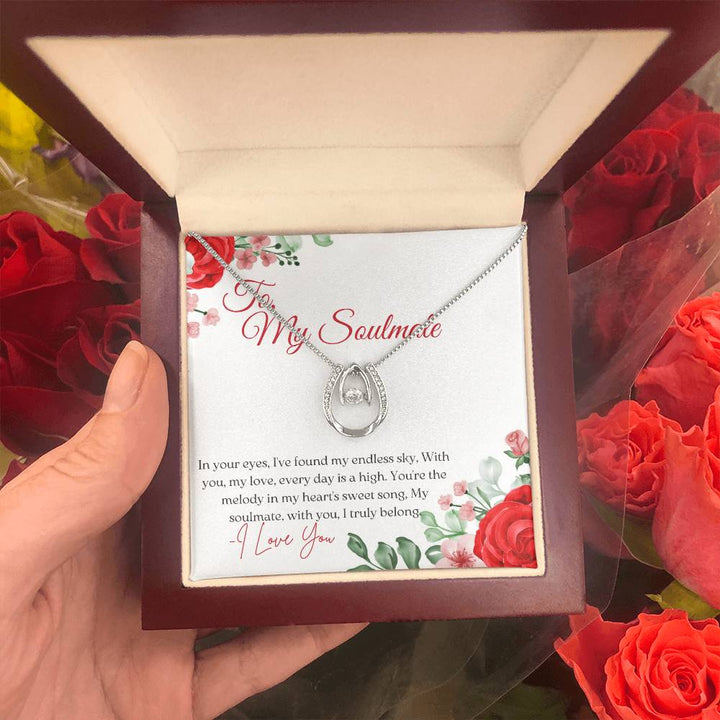 For
My Soulmate
In your eyes, I've found my endless sky, With
you, my love, every day is a high. You're the
melody in my heart's sweet song, My
soulmate, with you, I truly belong.
-I Love You